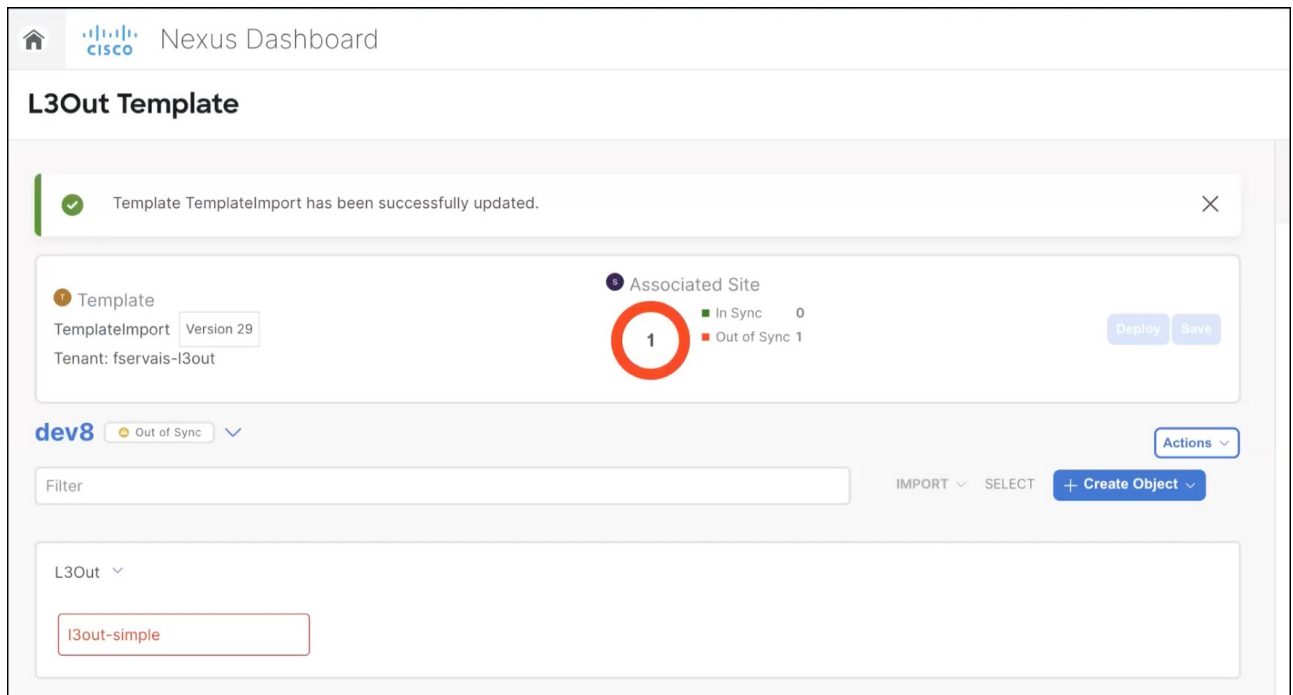 CISCO Nexus Dashboard
L3Out Template
Template TemplateImport has been successfully updated.
T Template
TemplateImport Version 29
Tenant: fservais-l3out
S Associated Site
1
In Sync 0
Out of Sync 1
Deploy Save
dev8 Out of Sync
Actions
Filter
IMPORT SELECT + Create Object
L3Out
l3out-simple